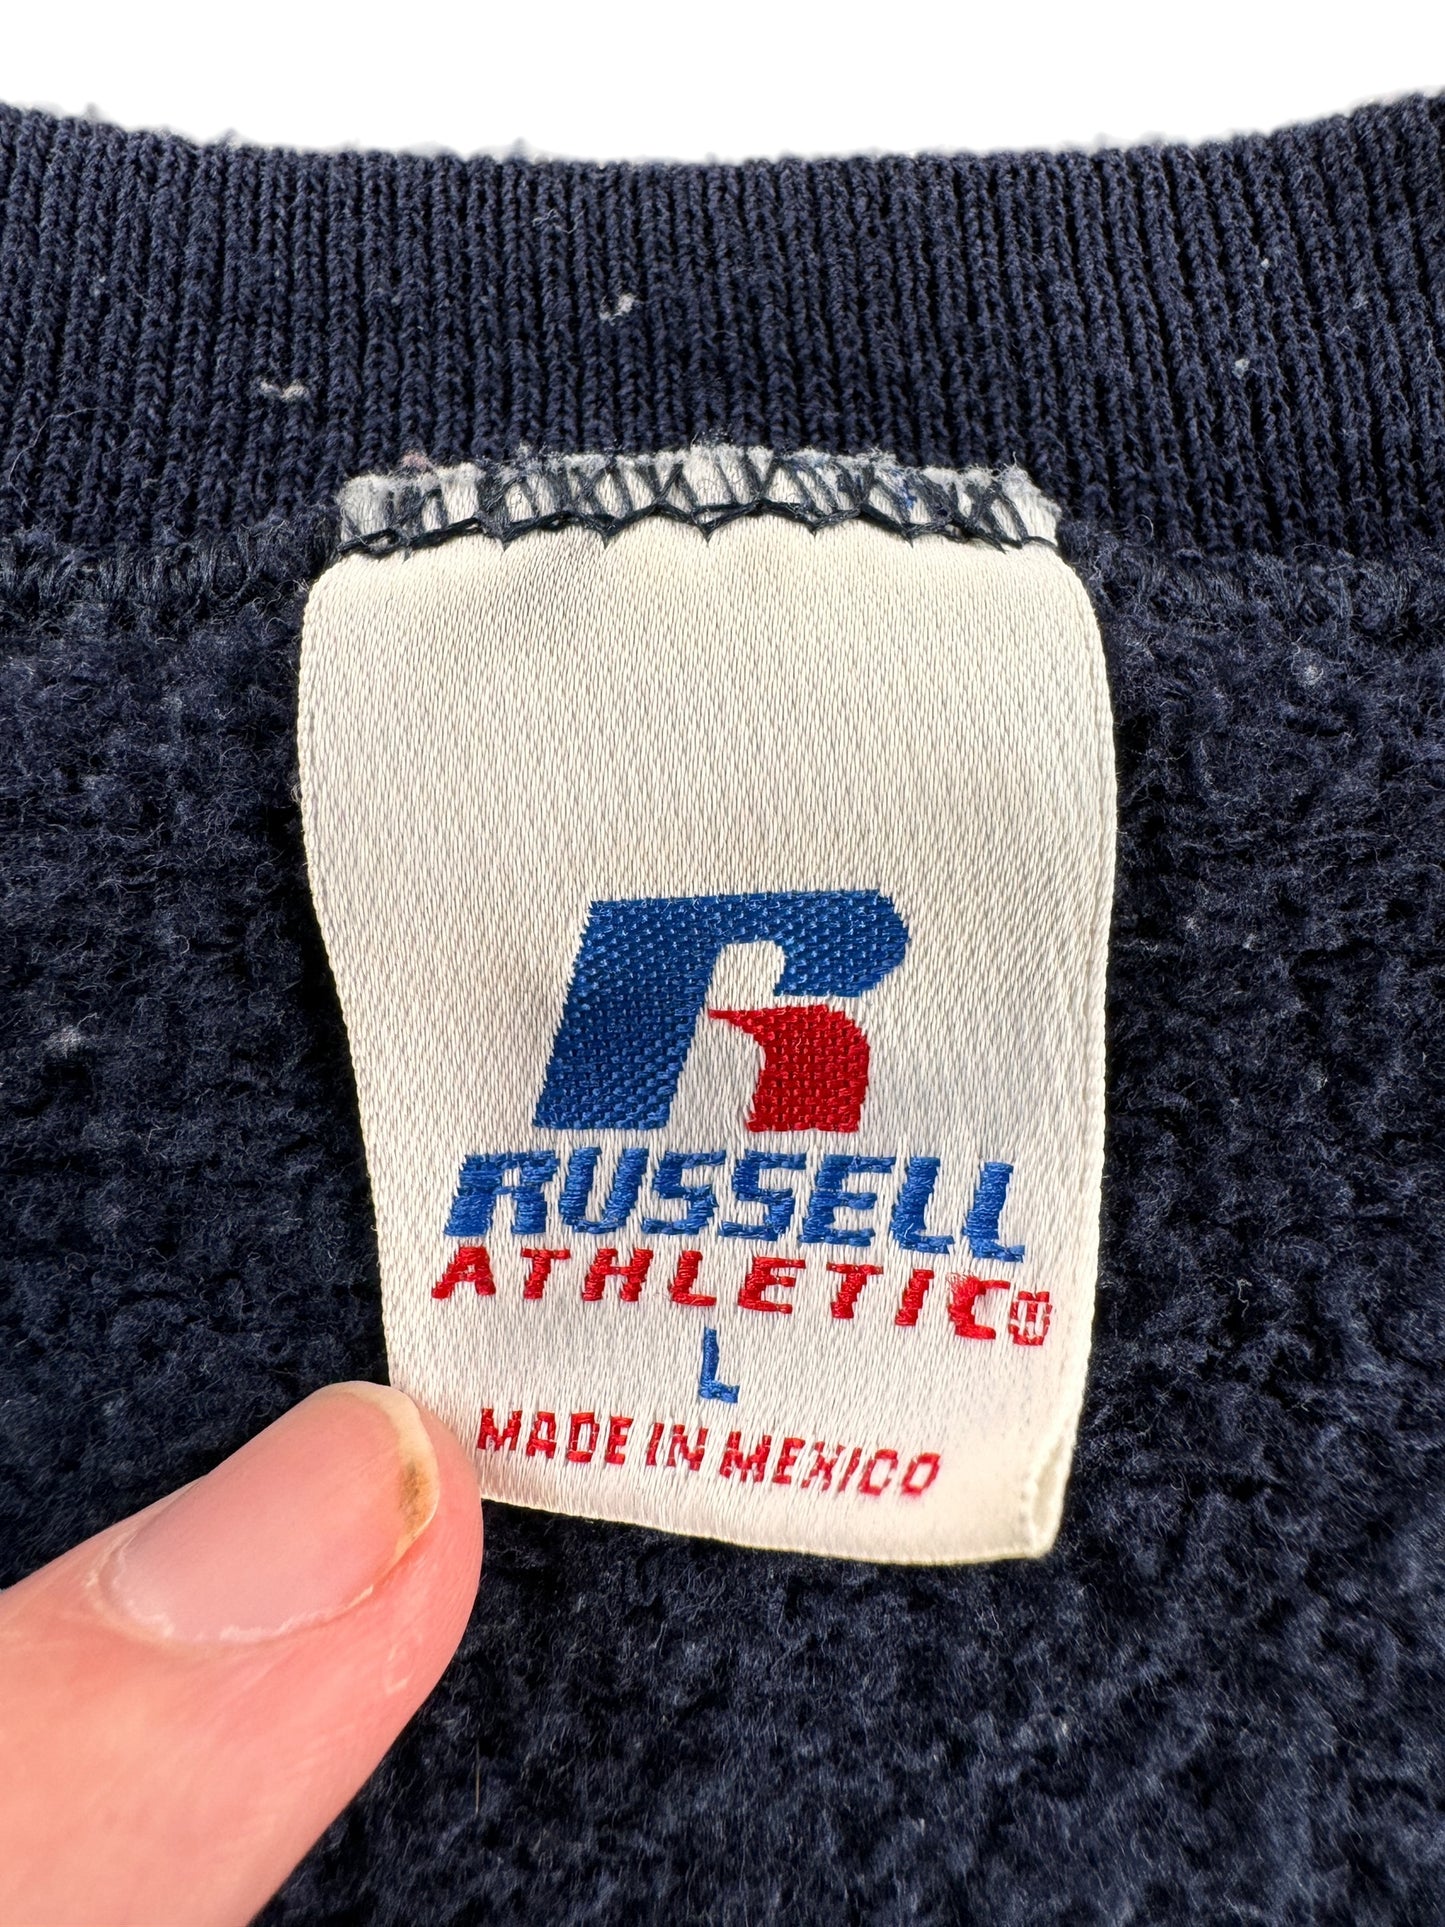 R
RUSSELL
ATHLETIC®
L
MADE IN MEXICO